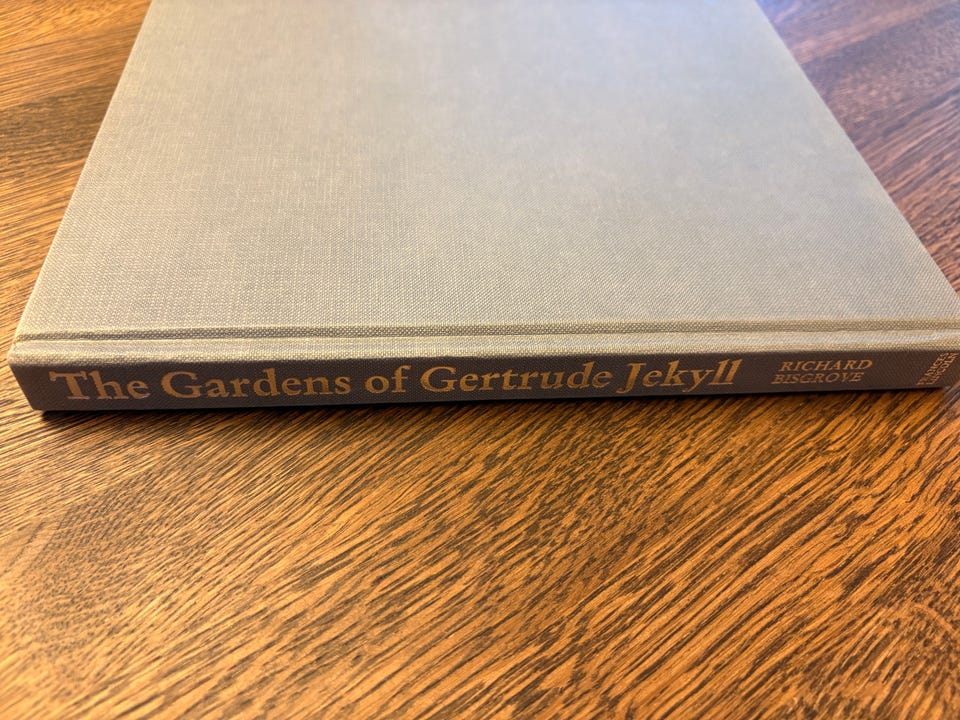 The Gardens of Gertrude Jekyll
RICHARD
BISGROVE